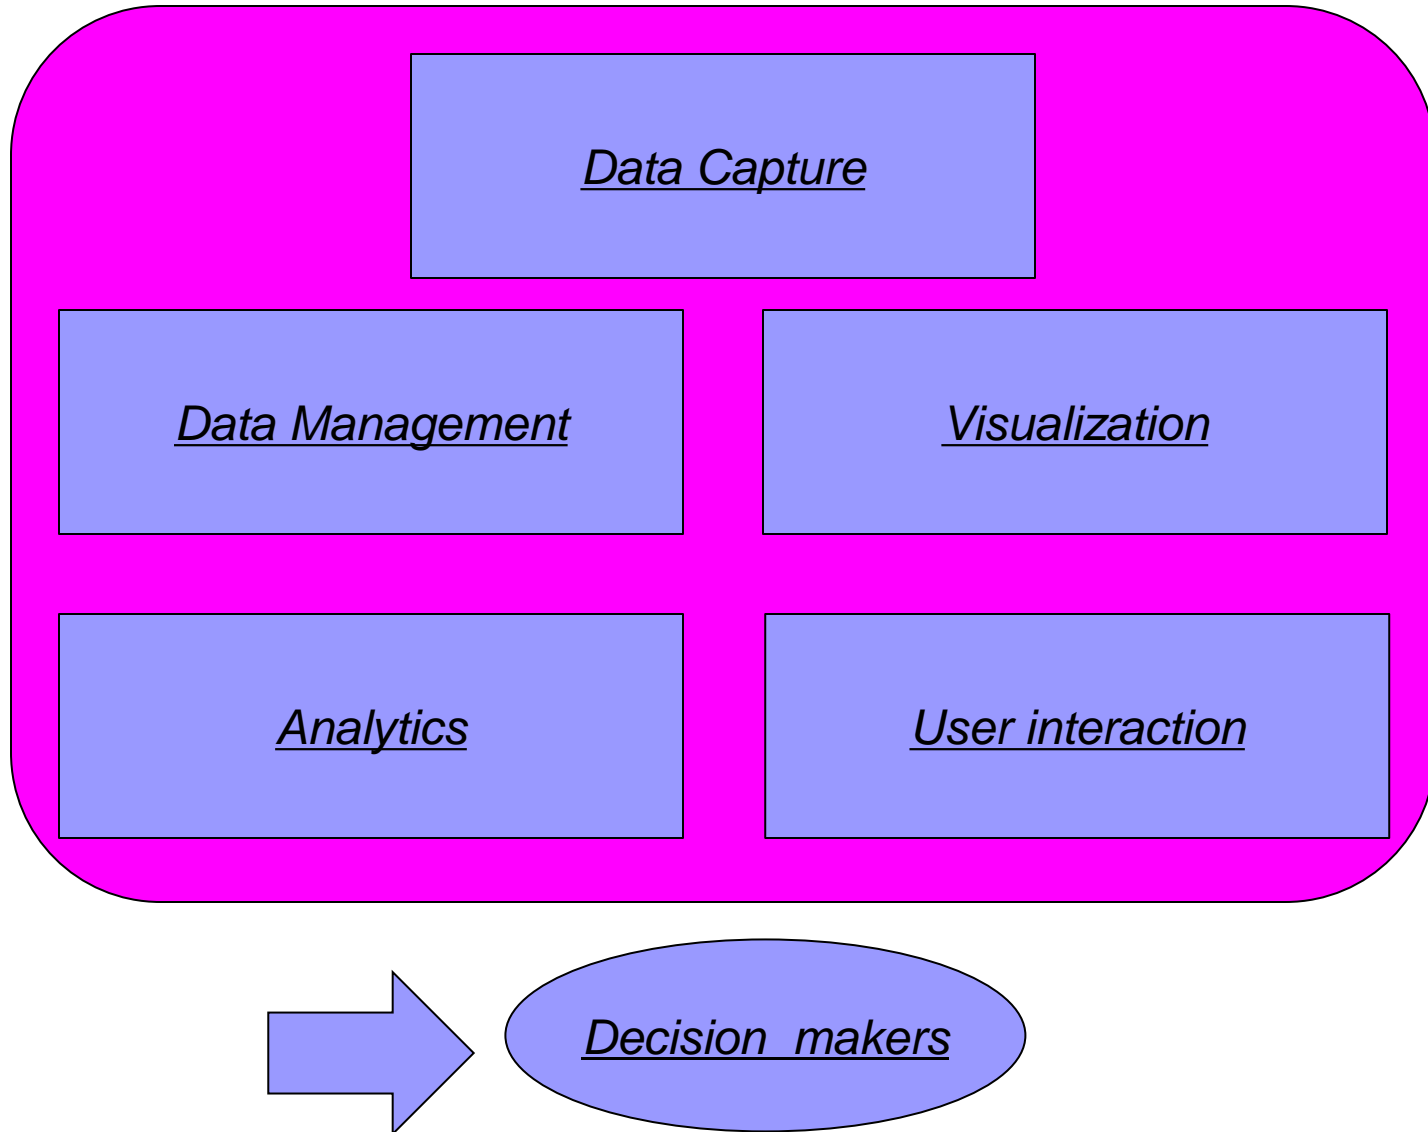 Data Capture
Data Management
Visualization
Analytics
User interaction
Decision  makers